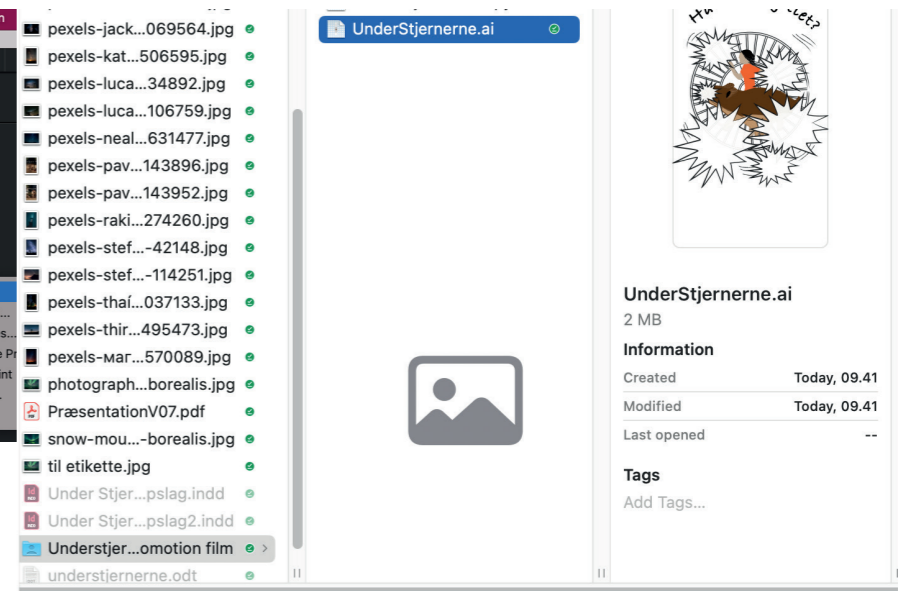 pexels-jack...069564.jpg
pexels-kat...506595.jpg
pexels-luca...34892.jpg
pexels-luca...106759.jpg
pexels-neal...631477.jpg
pexels-pav...143896.jpg
pexels-pav...143952.jpg
pexels-raki...274260.jpg
pexels-stef...-42148.jpg
pexels-stef...-114251.jpg
pexels-thaí...037133.jpg
pexels-thir...495473.jpg
pexels-маг...570089.jpg
photograph...borealis.jpg
PræsentationV07.pdf
snow-mou...-borealis.jpg
til etikette.jpg
Under Stjer...pslag.indd
Under Stjer...pslag2.indd
Understjer...omotion film
understjernerne.odt
UnderStjernerne.ai
UnderStjernerne.ai
2 MB
Information
Created Today, 09.41
Modified Today, 09.41
Last opened --
Tags
Add Tags...